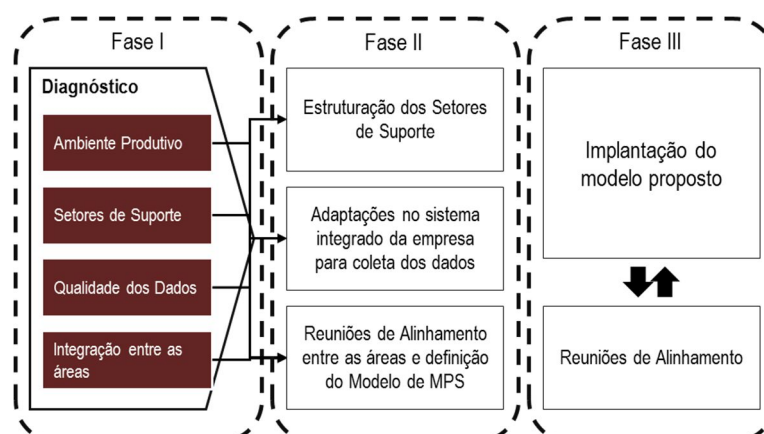 Fase I
Diagnóstico
Ambiente Produtivo
Setores de Suporte
Qualidade dos Dados
Integração entre as
áreas
Fase II
Estruturação dos Setores
de Suporte
Adaptações no sistema
integrado da empresa
para coleta dos dados
Reuniões de Alinhamento
entre as áreas e definição
do Modelo de MPS
Fase III
Implantação do
modelo proposto
Reuniões de Alinhamento